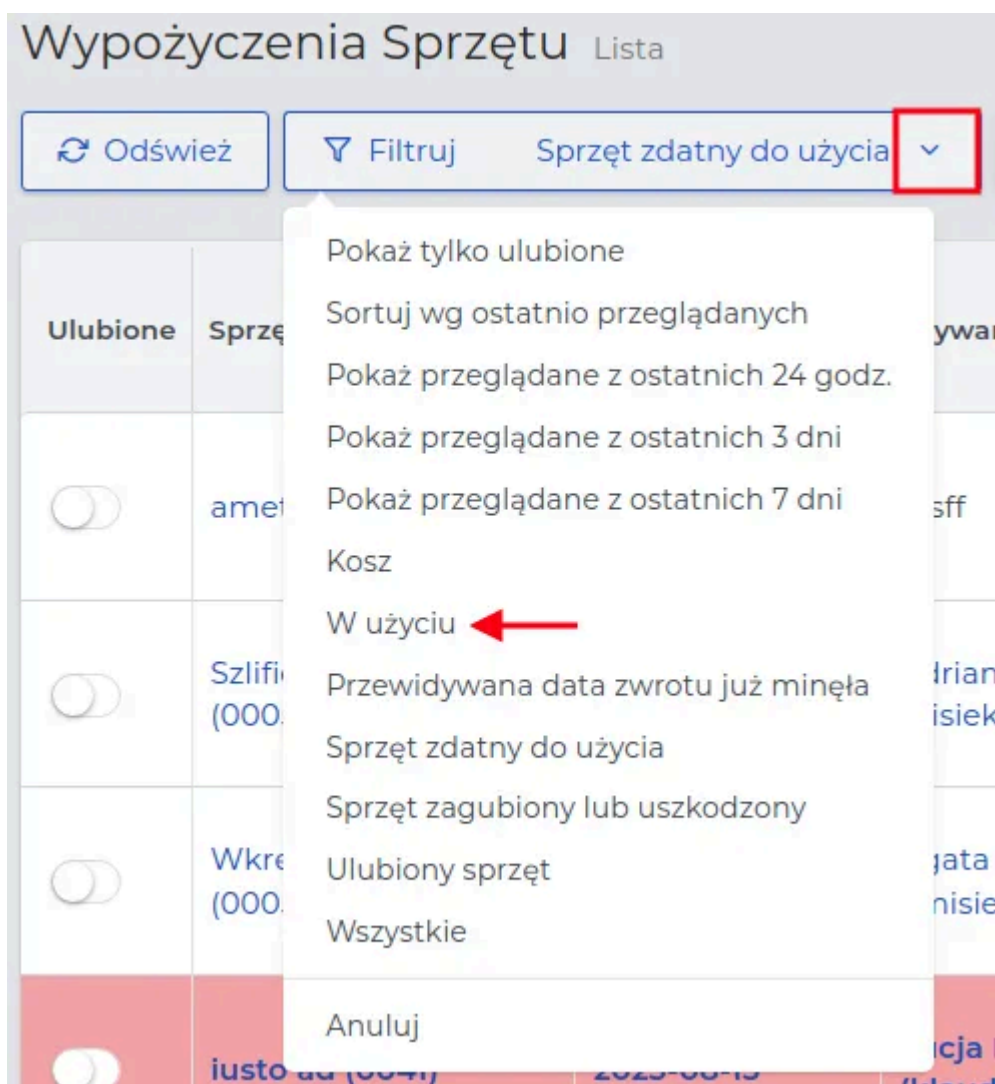 Wypożyczenia Sprzętu Lista
Odśwież Filtruj Sprzęt zdatny do użycia
Pokaż tylko ulubione
Sortuj wg ostatnio przeglądanych
Ulubione
Pokaż przeglądane z ostatnich 24 godz.
Pokaż przeglądane z ostatnich 3 dni
Pokaż przeglądane z ostatnich 7 dni
Kosz
W użyciu
Przewidywana data zwrotu już minęła
Sprzęt zdatny do użycia
Sprzęt zagubiony lub uszkodzony
Ulubiony sprzęt
Wszystkie
Anuluj
iusto